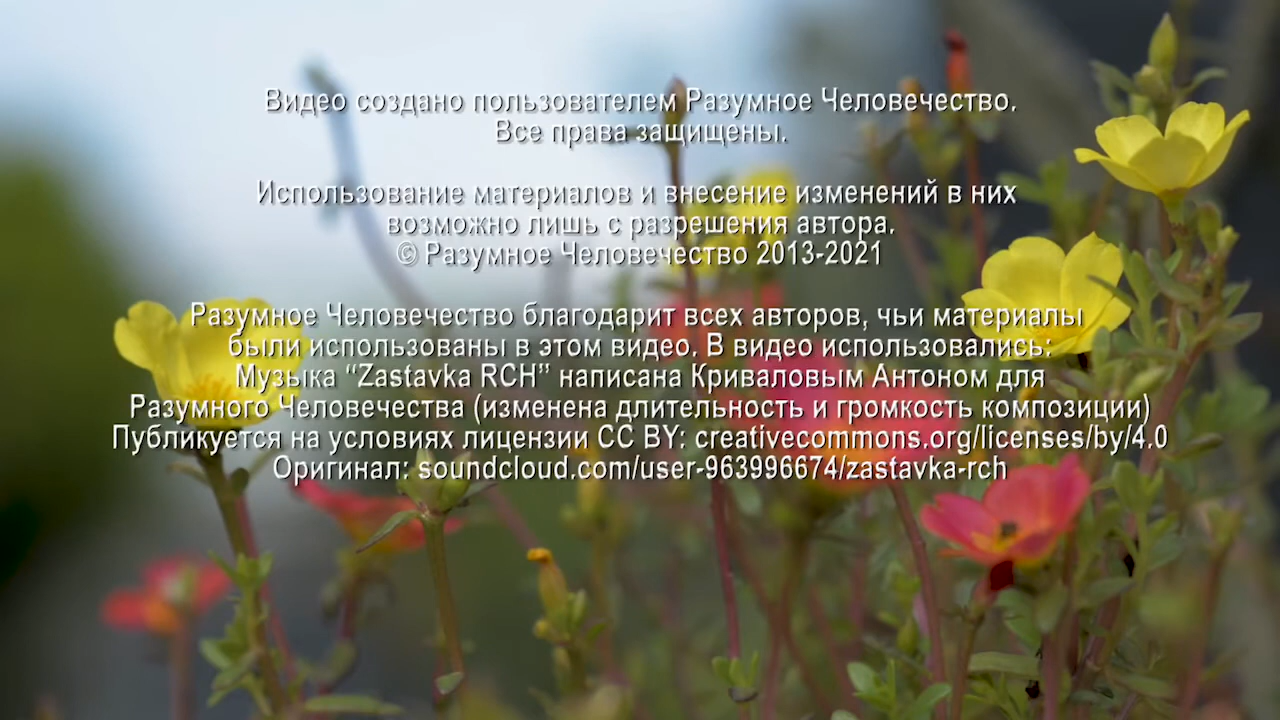 Видео создано пользователем Разумное Человечество.
Все права защищены.
Использование материалов и внесение изменений в них
возможно лишь с разрешения автора.
© Разумное Человечество 2013-2021
Разумное Человечество благодарит всех авторов, чьи материалы
были использованы в этом видео. В видео использовались:
Музыка “Zastavka RCH” написана Криваловым Антоном для
Разумного Человечества (изменена длительность и громкость композиции)
Публикуется на условиях лицензии CC BY: creativecommons.org/licenses/by/4.0
Оригинал: soundcloud.com/user-963996674/zastavka-rch